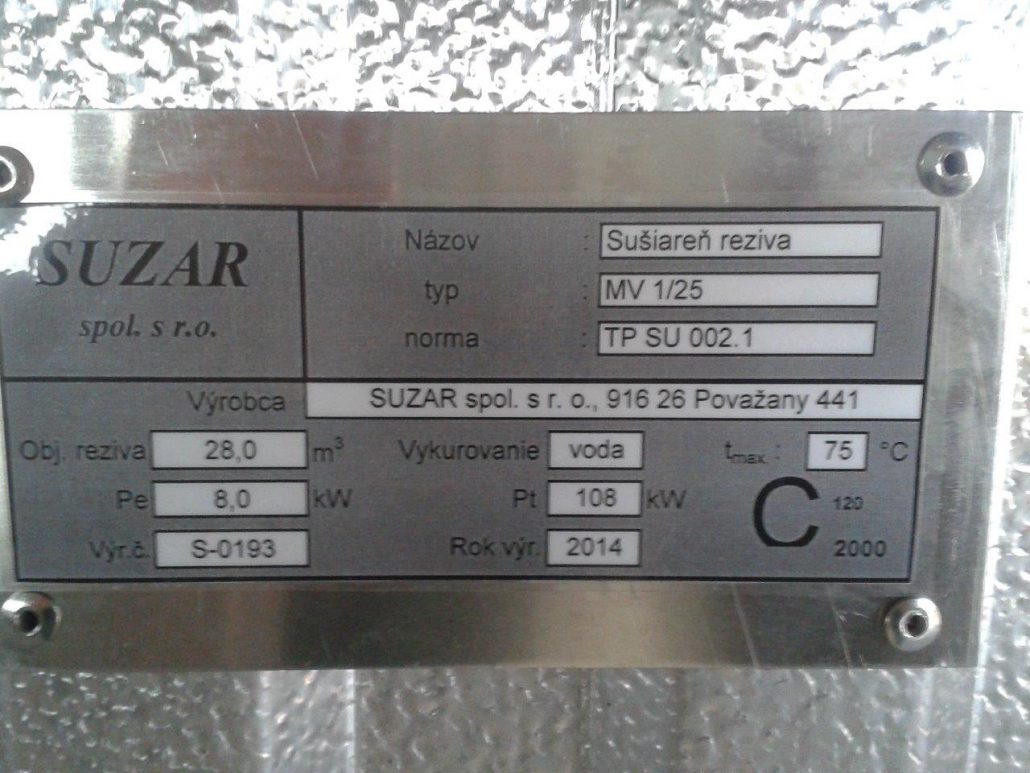 SUZAR
spol. s r.o.
Názov : Sušiareň reziva
typ : MV 1/25
norma : TP SU 002.1
Výrobca SUZAR spol. s r. o., 916 26 Považany 441
Obj. reziva 28,0 m³ Vykurovanie voda tmax. : 75 °C
Pe 8,0 kW Pt 108 kW C 120
Výr.č. S-0193 Rok výr. 2014 2000